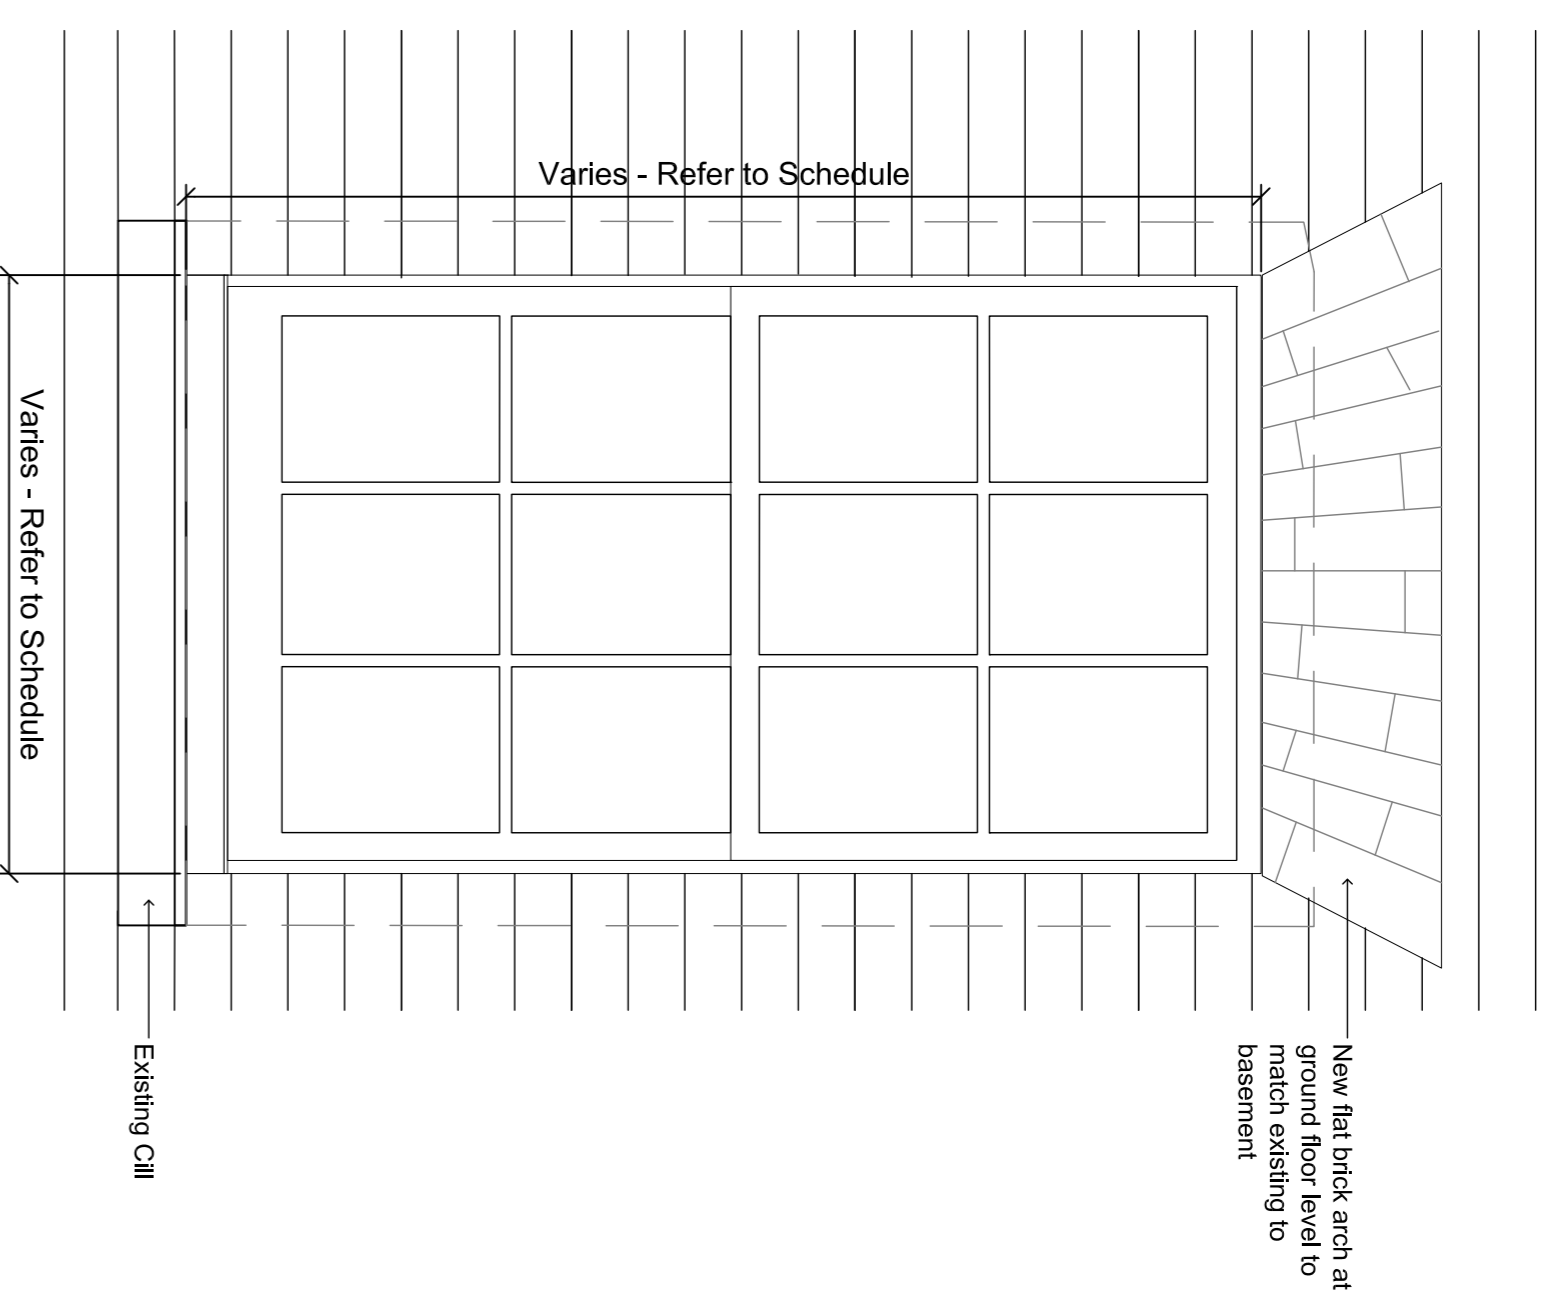 Varies - Refer to Schedule
Varies - Refer to Schedule
New flat brick arch at
ground floor level to
match existing to
basement
Existing Cill